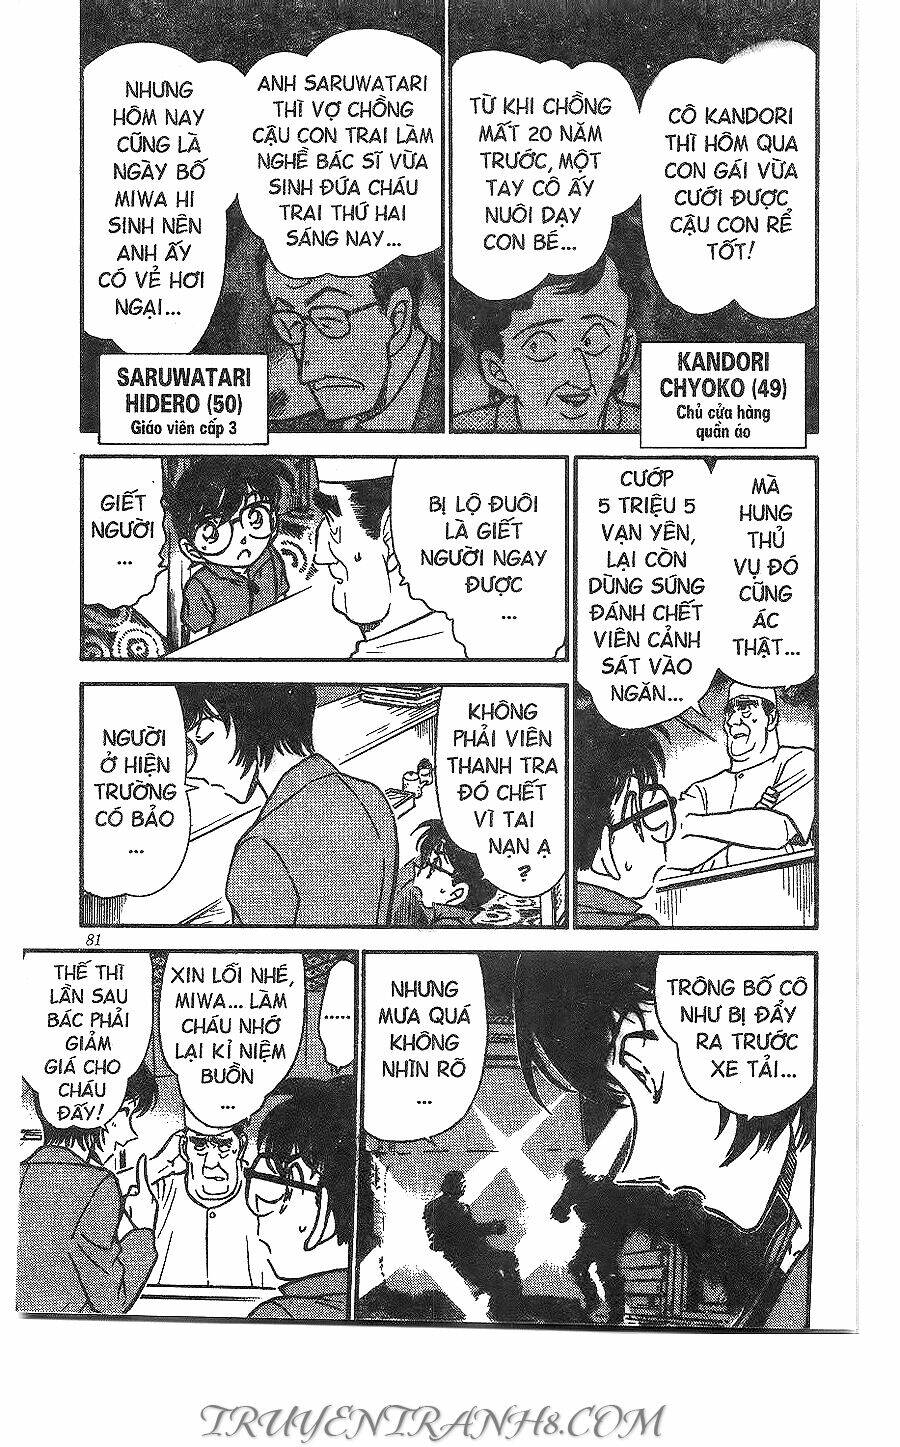 CÔ KANDORI
THÌ HÔM QUA
CON GÁI VỪA
CƯỚI ĐƯỢC
CẬU CON RỂ
TỐT!
TỪ KHI CHỒNG
MẤT 20 NĂM
TRƯỚC, MỘT
TAY CÔ ẤY
NUÔI DẠY
CON BÉ...
KANDORI
CHYOKO (49)
Chủ cửa hàng
quần áo
ANH SARUWATARI
THÌ VỢ CHỒNG
CẬU CON TRAI LÀM
NGHỀ BÁC SĨ VỪA
SINH ĐỨA CHÁU
TRAI THỨ HAI
SÁNG NAY...
NHƯNG
HÔM NAY
CŨNG LÀ
NGÀY BỐ
MIWA HI
SINH NÊN
ANH ẤY
CÓ VẺ HƠI
NGẠI...
SARUWATARI
HIDERO (50)
Giáo viên cấp 3
MÀ
HUNG
THỦ
VỤ ĐÓ
CŨNG
ÁC
THẬT...
CƯỚP
5 TRIỆU 5
VẠN YÊN,
LẠI CÒN
DÙNG SÚNG
ĐÁNH CHẾT
VIÊN CẢNH
SÁT VÀO
NGĂN...
BỊ LỘ ĐUÔI
LÀ GIẾT
NGƯỜI NGAY
ĐƯỢC
...
GIẾT
NGƯỜI
...
KHÔNG
PHẢI VIÊN
THANH TRA
ĐÓ CHẾT
VÌ TAI
NẠN Ạ
?
NGƯỜI
Ở HIỆN
TRƯỜNG
CÓ BẢO
...
81
TRÔNG BỐ CÔ
NHƯ BỊ ĐẨY
RA TRƯỚC
XE TẢI...
NHƯNG
MƯA QUÁ
KHÔNG
NHÌN RÕ
...
.....
XIN LỖI NHÉ,
MIWA... LÀM
CHÁU NHỚ
LẠI KỈ NIỆM
BUỒN
...
THẾ THÌ
LẦN SAU
BÁC PHẢI
GIẢM
GIÁ CHO
CHÁU
ĐẤY!
TRUYENTRANH8.COM